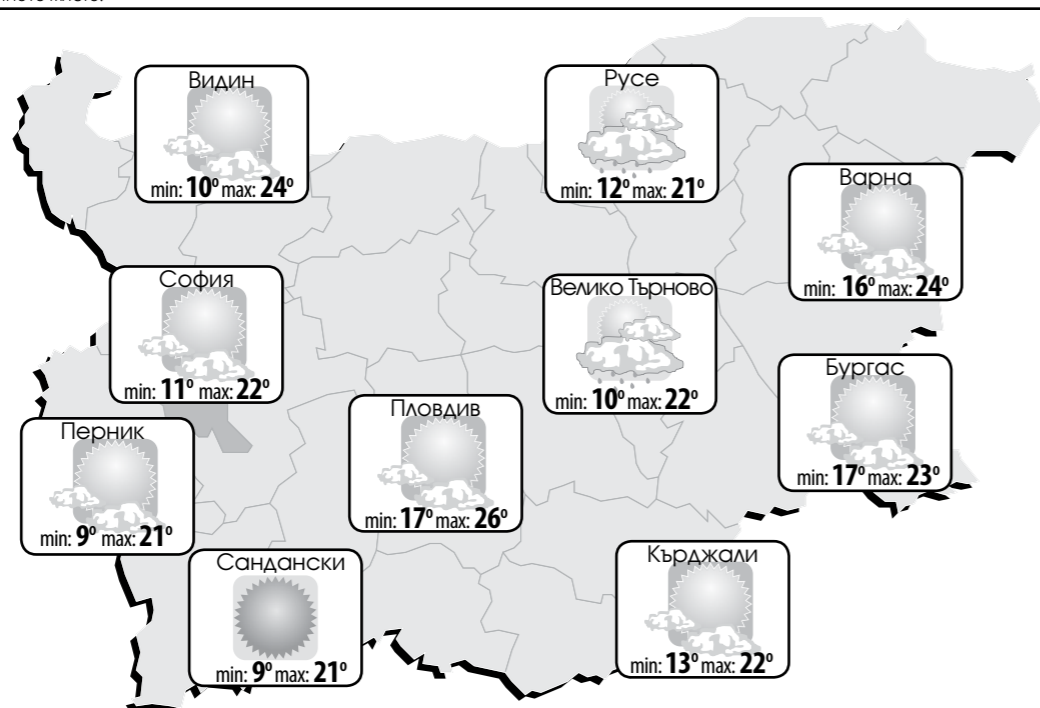 Видин
min: 10° max: 24°
Русе
min: 12° max: 21°
Варна
min: 16° max: 24°
София
min: 11° max: 22°
Велико Търново
min: 10° max: 22°
Бургас
min: 17° max: 23°
Пловдив
min: 17° max: 26°
Перник
min: 9° max: 21°
Сандански
min: 9° max: 21°
Кърджали
min: 13° max: 22°